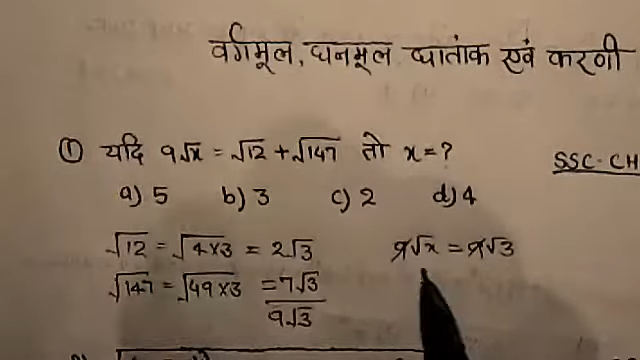 वर्गमूल, घनमूल घातांक एवं करणी
① यदि 9√x = √12 + √147 तो x = ?
SSC-CH
a) 5 b) 3 c) 2 d) 4
√12 = √4×3 = 2√3 9√x = 9√3
√147 = √49×3 = 7√3
9√3